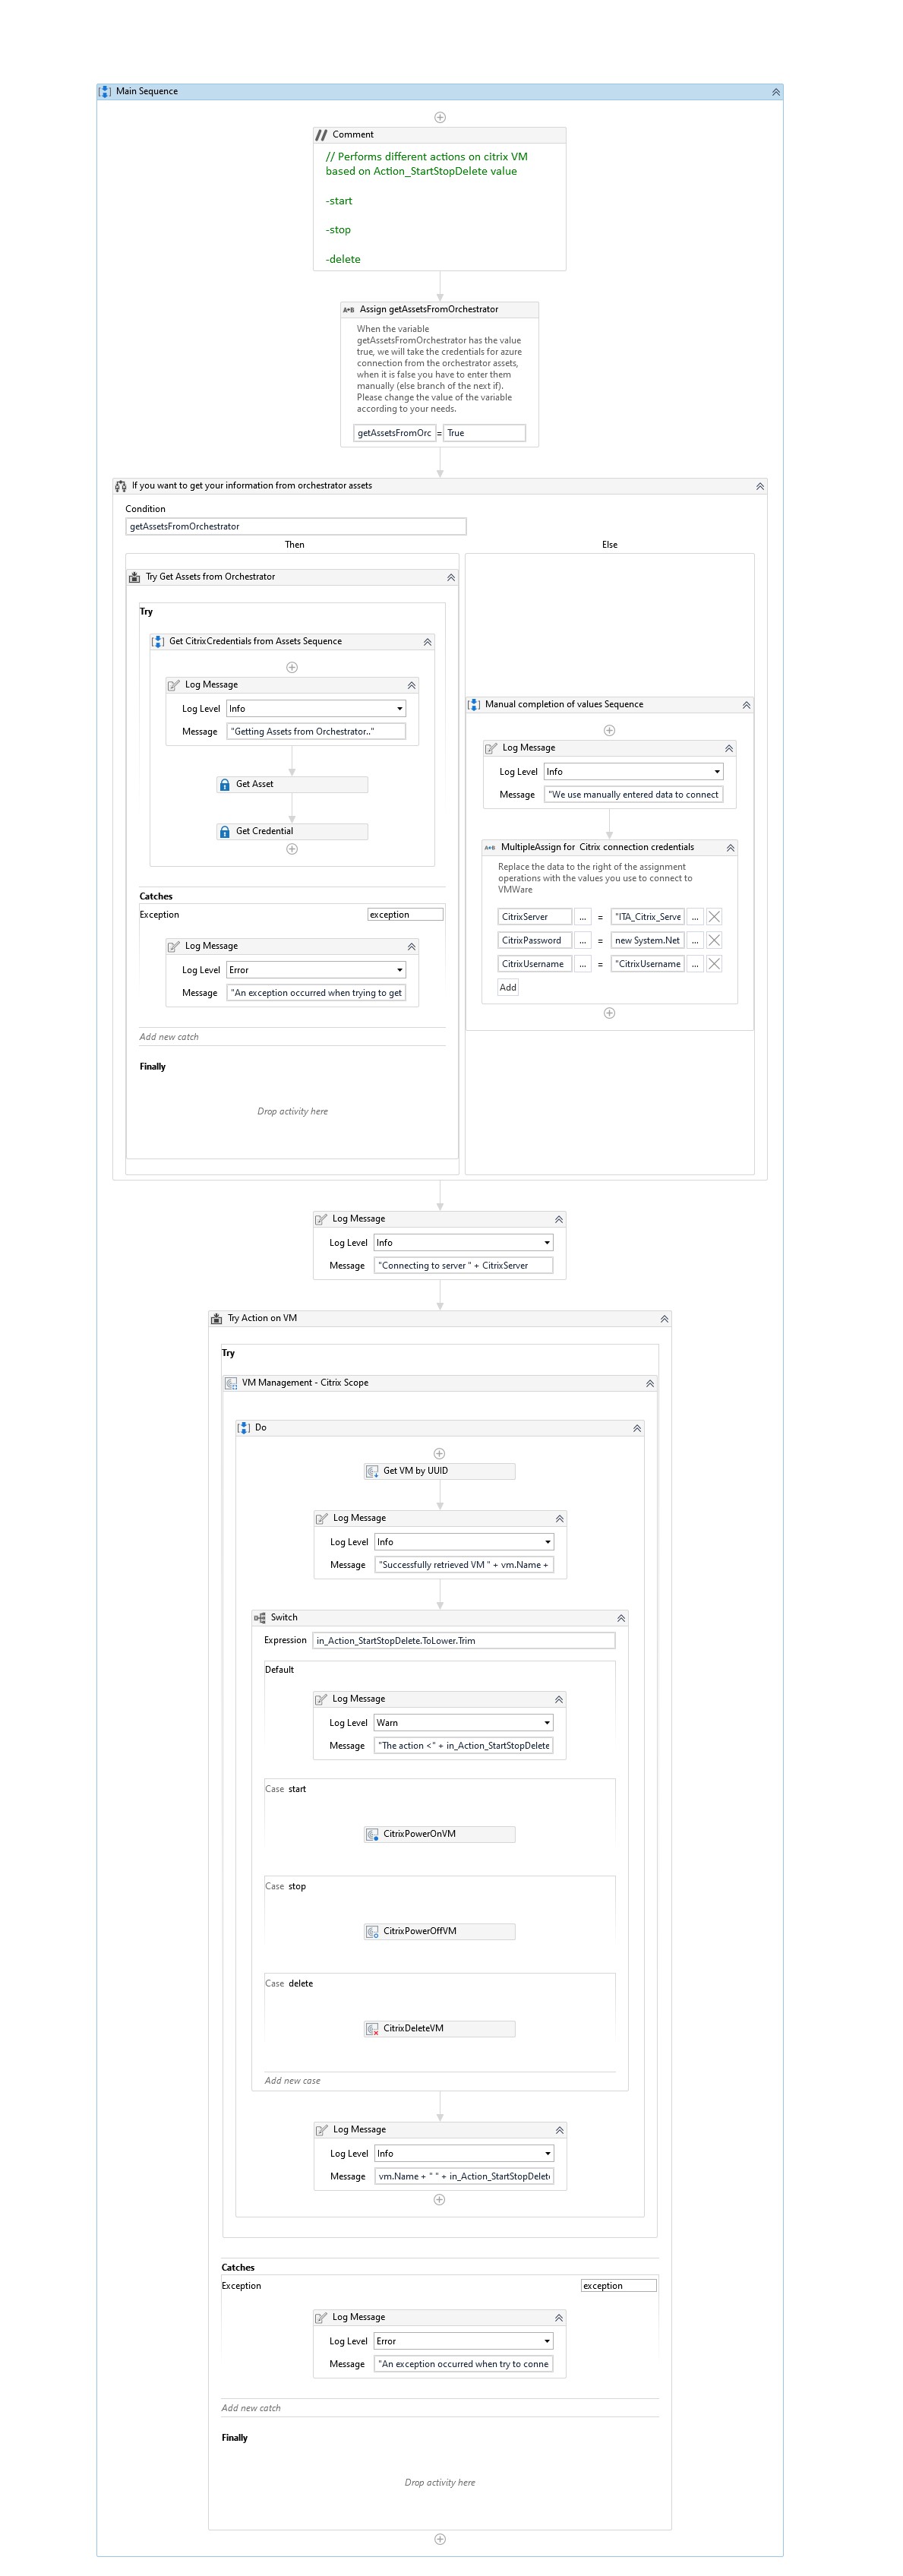 Main Sequence
Comment
// Performs different actions on citrix VM
based on Action_StartStopDelete value
-start
-stop
-delete
A*B Assign getAssetsFromOrchestrator
When the variable
getAssetsFromOrchestrator has the value
true, we will take the credentials for azure
connection from the orchestrator assets,
when it is false you have to enter them
manually (else branch of the next if).
Please change the value of the variable
according to your needs.
getAssetsFromOrc = True
If you want to get your information from orchestrator assets
Condition
getAssetsFromOrchestrator
Then
Try Get Assets from Orchestrator
Try
Get CitrixCredentials from Assets Sequence
Log Message
Log Level Info
Message "Getting Assets from Orchestrator.."
Get Asset
Get Credential
Catches
Exception exception
Log Message
Log Level Error
Message "An exception occurred when trying to get
Add new catch
Finally
Drop activity here
Else
Manual completion of values Sequence
Log Message
Log Level Info
Message "We use manually entered data to connect
A*B MultipleAssign for Citrix connection credentials
Replace the data to the right of the assignment
operations with the values you use to connect to
VMWare
CitrixServer ... = "ITA_Citrix_Serve ...
CitrixPassword ... = new System.Net ...
CitrixUsername ... = "CitrixUsername ...
Add
Log Message
Log Level Info
Message "Connecting to server " + CitrixServer
Try Action on VM
Try
VM Management - Citrix Scope
Do
Get VM by UUID
Log Message
Log Level Info
Message "Successfully retrieved VM " + vm.Name +
Switch
Expression in_Action_StartStopDelete.ToLower.Trim
Default
Log Message
Log Level Warn
Message "The action <" + in_Action_StartStopDelete
Case start
CitrixPowerOnVM
Case stop
CitrixPowerOffVM
Case delete
CitrixDeleteVM
Add new case
Log Message
Log Level Info
Message vm.Name + " " + in_Action_StartStopDelet
Catches
Exception exception
Log Message
Log Level Error
Message "An exception occurred when try to conne
Add new catch
Finally
Drop activity here